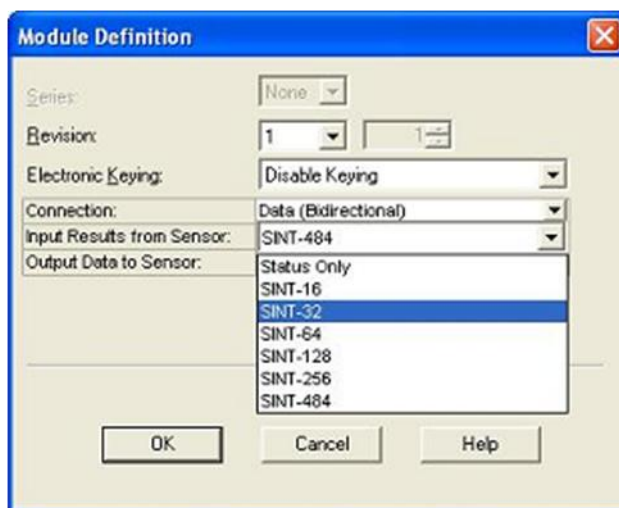 Module Definition
Series: None
Revision: 1 1
Electronic Keying: Disable Keying
Connection: Data (Bidirectional)
Input Results from Sensor: SINT-484
Output Data to Sensor:
Status Only
SINT-16
SINT-32
SINT-64
SINT-128
SINT-256
SINT-484
OK Cancel Help